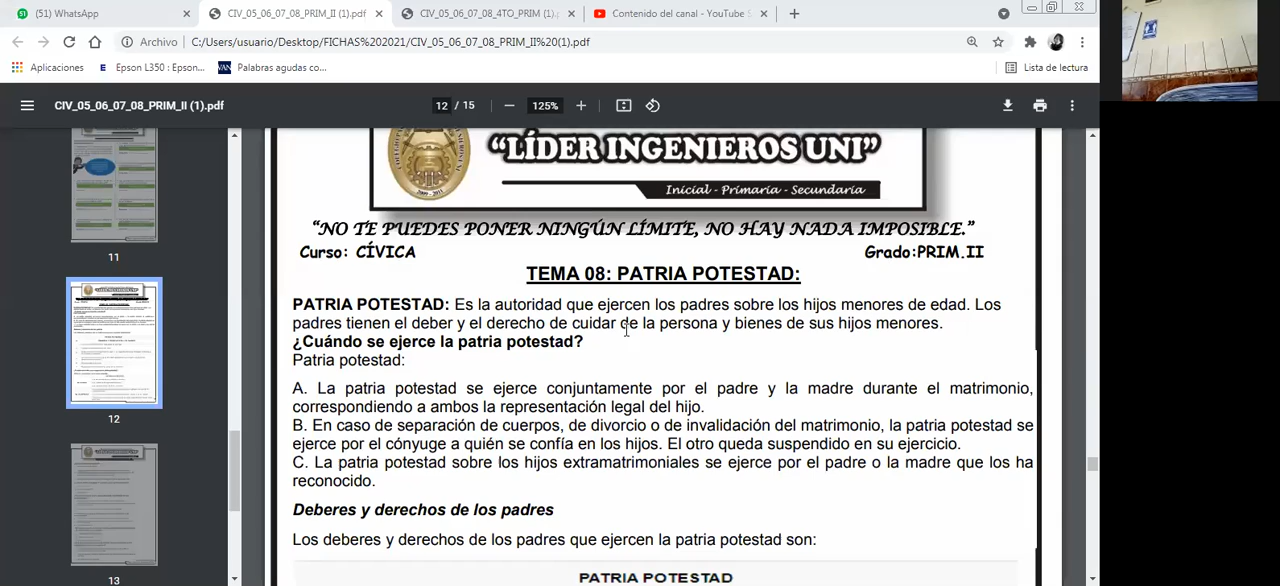 (51) WhatsApp
CIV_05_06_07_08_PRIM_II (1).pdf
CIV_05_06_07_08_4TO_PRIM (1).
Contenido del canal - YouTube S
Archivo
C:/Users/usuario/Desktop/FICHAS%202021/CIV_05_06_07_08_PRIM_II%20(1).pdf
Aplicaciones
Epson L350 : Epson...
Palabras agudas co...
Lista de lectura
CIV_05_06_07_08_PRIM_II (1).pdf
12 / 15
125%
11
12
13
“LÍDER INGENIEROS UNI”
2009 - 2011
Inicial - Primaria - Secundaria
“NO TE PUEDES PONER NINGÚN LÍMITE, NO HAY NADA IMPOSIBLE.”
Curso: CÍVICA Grado:PRIM.II
TEMA 08: PATRIA POTESTAD:
PATRIA POTESTAD: Es la autoridad que ejercen los padres sobre los hijos menores de edad. Los
padres tienen el deber y el derecho de cuidar de la persona y bienes de sus hijos menores.
¿Cuándo se ejerce la patria potestad?
Patria potestad:
A. La patria potestad se ejerce conjuntamente por el padre y la madre durante el matrimonio,
correspondiendo a ambos la representación legal del hijo.
B. En caso de separación de cuerpos, de divorcio o de invalidación del matrimonio, la patria potestad se
ejerce por el cónyuge a quién se confía en los hijos. El otro queda suspendido en su ejercicio.
C. La patria potestad sobre los hijos extramatrimoniales se ejerce por el padre o la madre que los ha
reconocido.
Deberes y derechos de los padres
Los deberes y derechos de los padres que ejercen la patria potestad son:
PATRIA POTESTAD